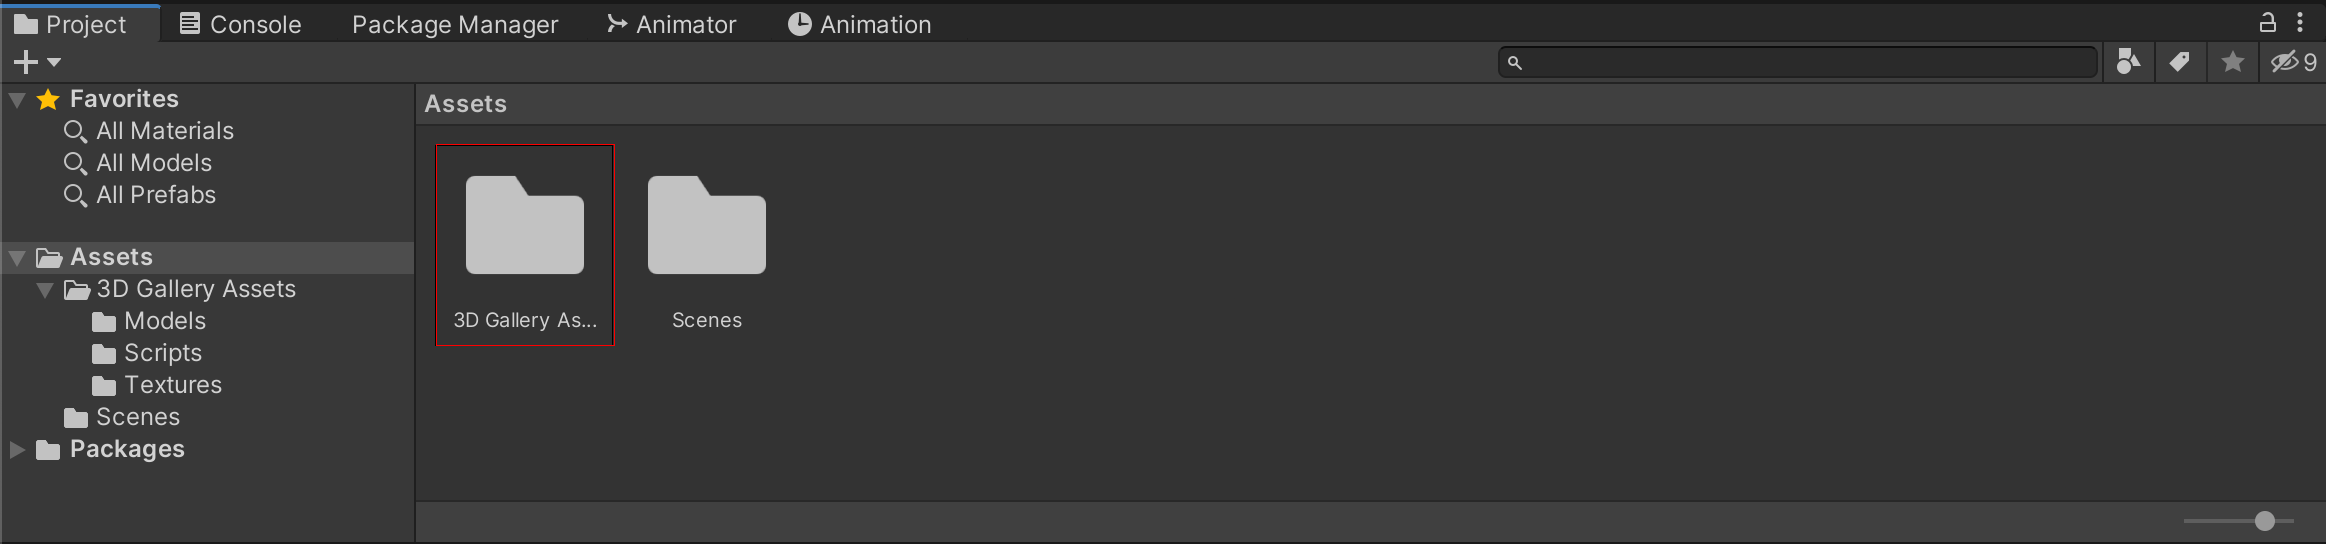 Project Console Package Manager Animator Animation
9
Favorites
All Materials
All Models
All Prefabs
Assets
3D Gallery Assets
Models
Scripts
Textures
Scenes
Packages
Assets
3D Gallery As...
Scenes